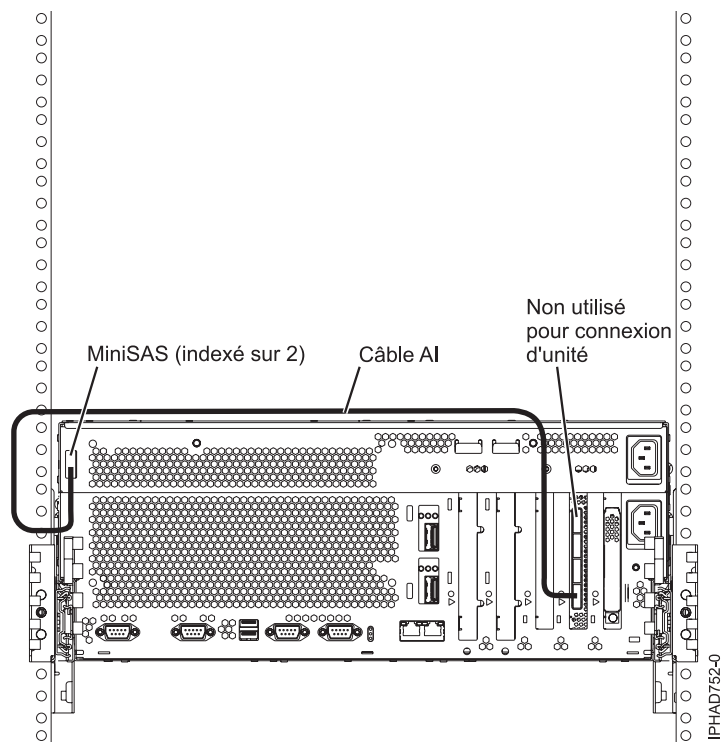 Non utilisé
pour connexion
d'unité
MiniSAS (indexé sur 2)
Câble AI
IPHAD752-0